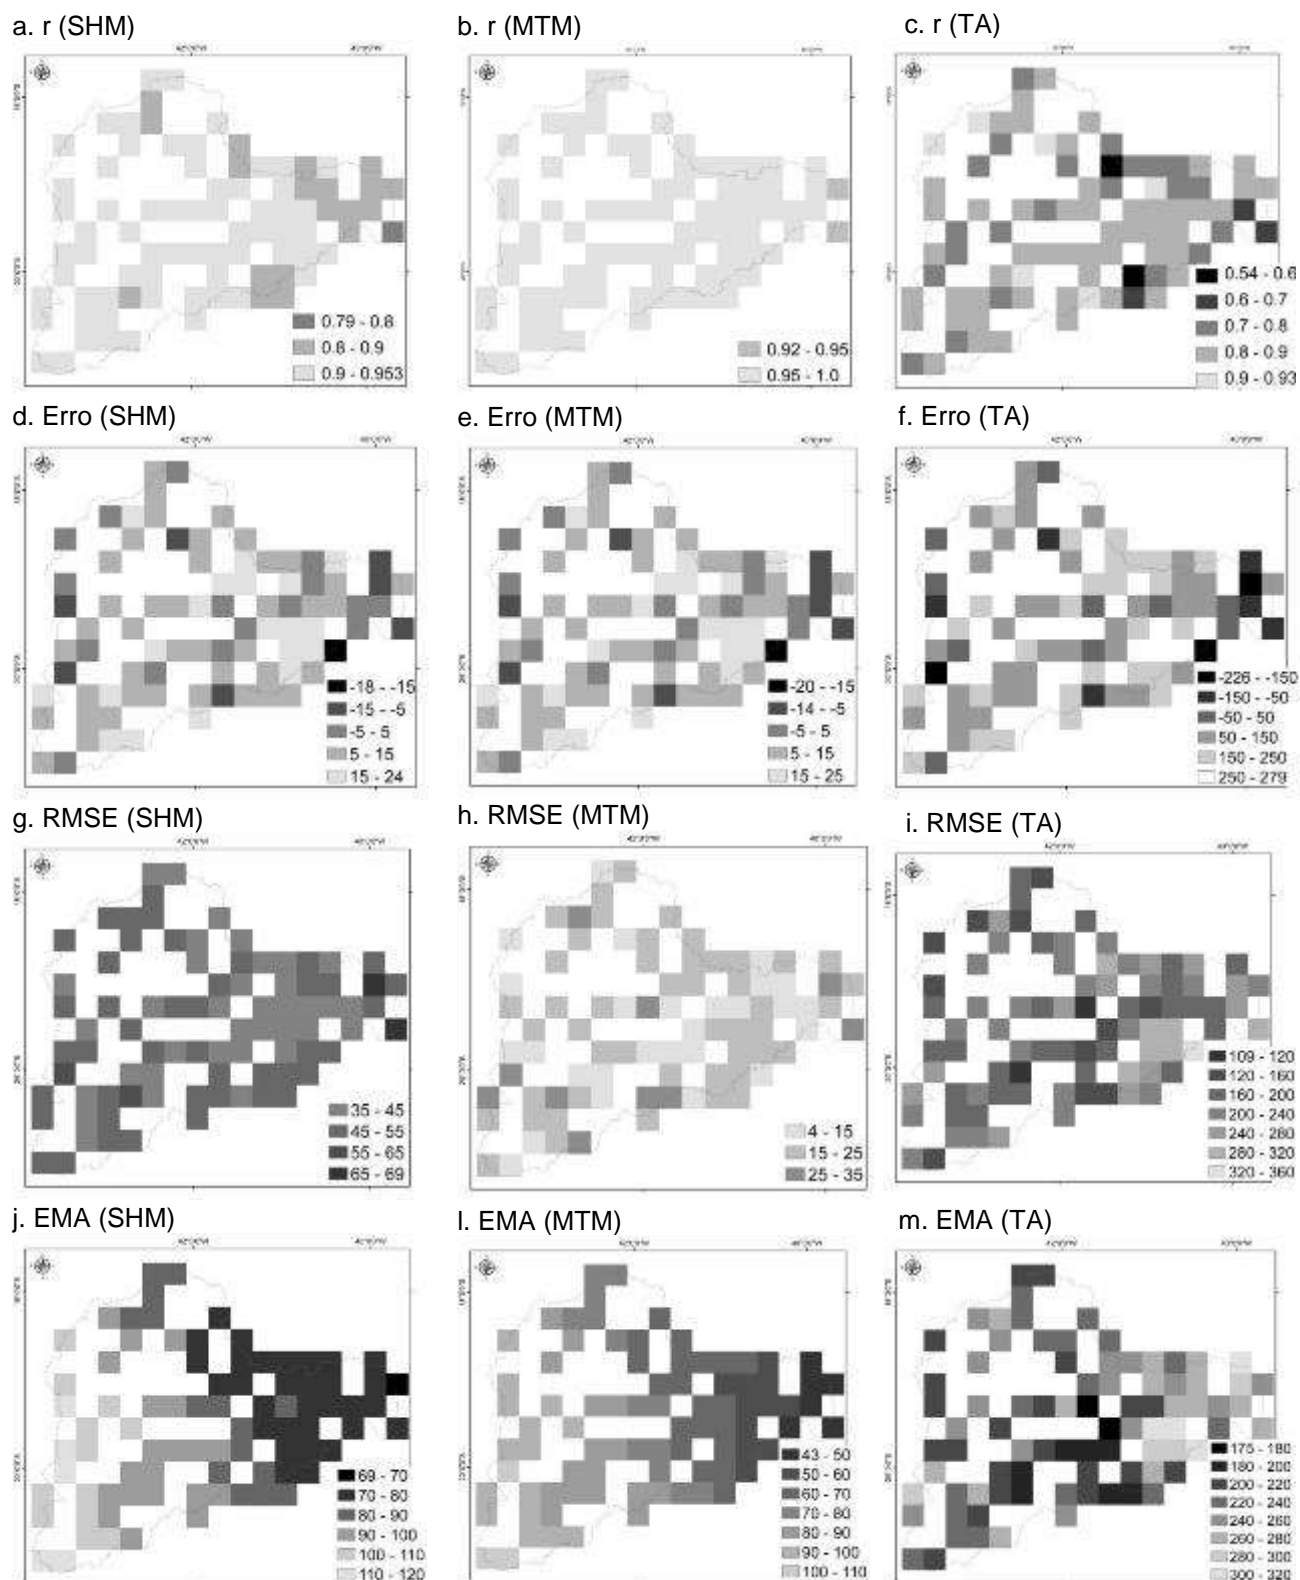 a. r (SHM)
b. r (MTM)
c. r (TA)
0.79 - 0.8
0.8 - 0.9
0.9 - 0.953
0.92 - 0.95
0.95 - 1.0
0.54 - 0.6
0.6 - 0.7
0.7 - 0.8
0.8 - 0.9
0.9 - 0.93
d. Erro (SHM)
e. Erro (MTM)
f. Erro (TA)
-18 - -15
-15 - -5
-5 - 5
5 - 15
15 - 24
-20 - -15
-14 - -5
-5 - 5
5 - 15
15 - 25
-226 - -150
-150 - -50
-50 - 50
50 - 150
150 - 250
250 - 279
g. RMSE (SHM)
h. RMSE (MTM)
i. RMSE (TA)
35 - 45
45 - 55
55 - 65
65 - 69
4 - 15
15 - 25
25 - 35
109 - 120
120 - 160
160 - 200
200 - 240
240 - 280
280 - 320
320 - 360
j. EMA (SHM)
l. EMA (MTM)
m. EMA (TA)
69 - 70
70 - 80
80 - 90
90 - 100
100 - 110
110 - 120
43 - 50
50 - 60
60 - 70
70 - 80
80 - 90
90 - 100
100 - 110
175 - 180
180 - 200
200 - 220
220 - 240
240 - 260
260 - 280
280 - 300
300 - 320